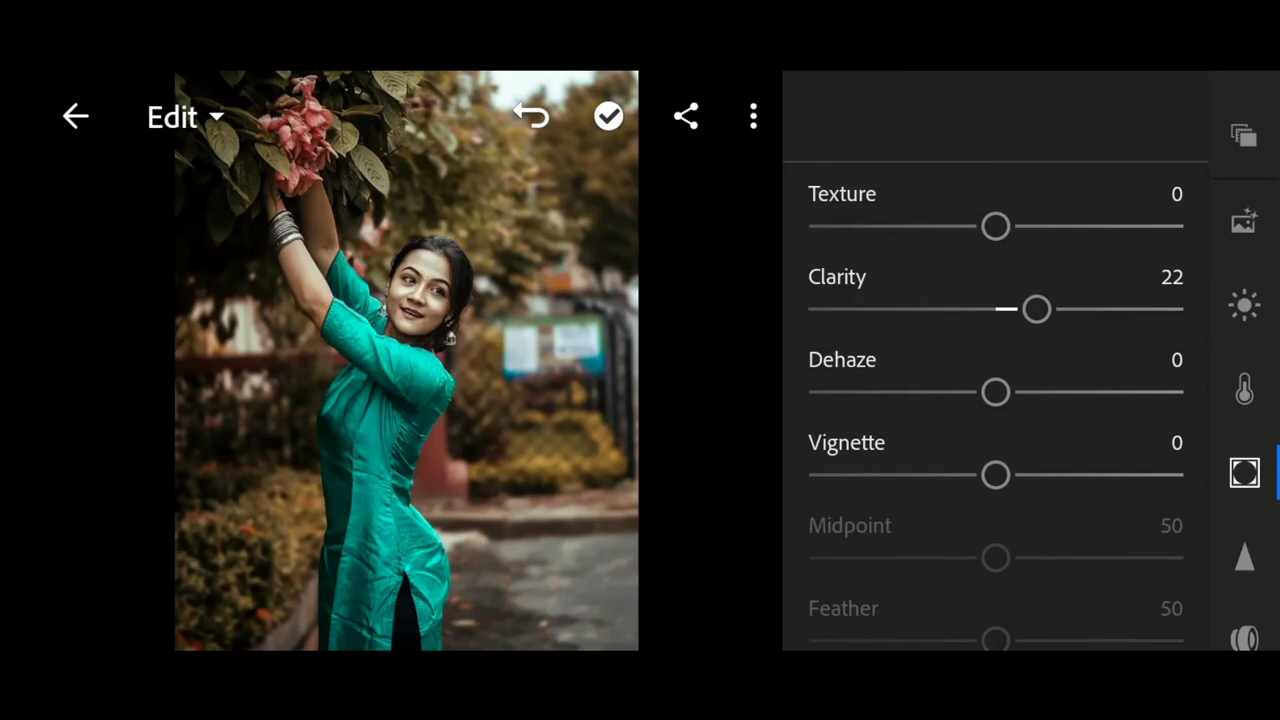 Edit
Texture 0
Clarity 22
Dehaze 0
Vignette 0
Midpoint 50
Feather 50